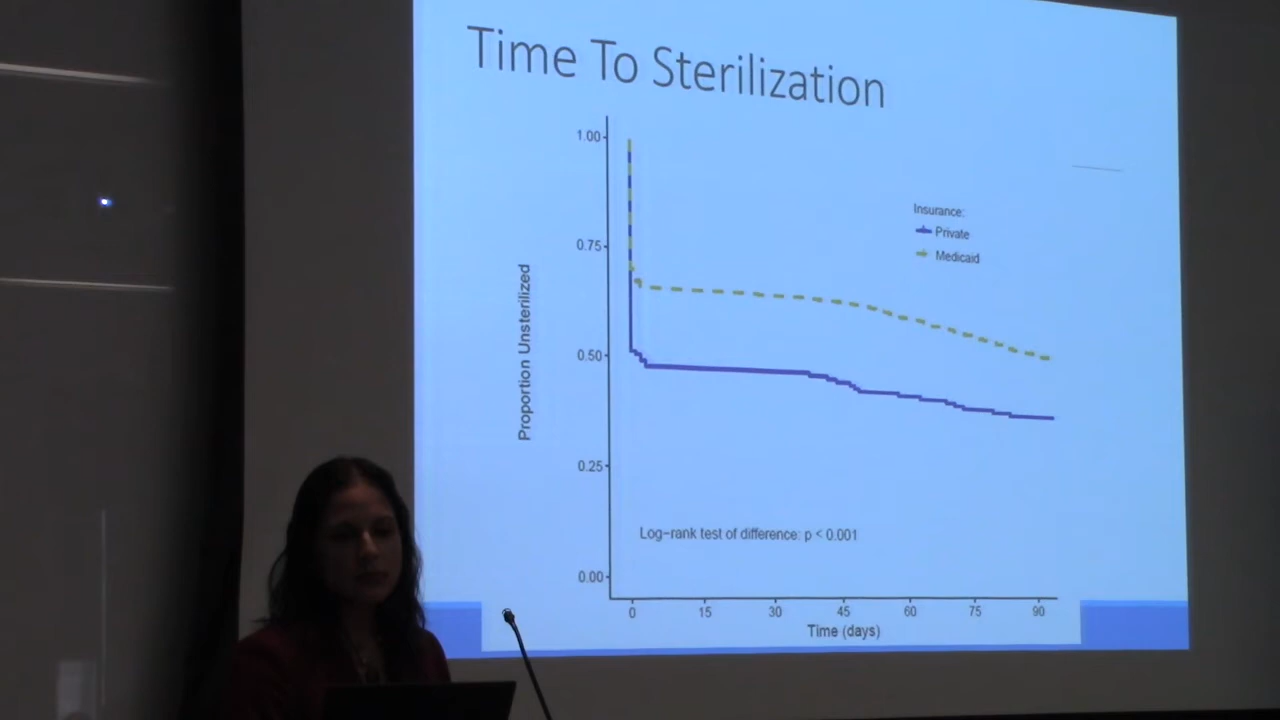 Time To Sterilization
1.00
0.75
0.50
0.25
0.00
Proportion Unsterilized
Insurance:
Private
Medicaid
Log-rank test of difference: p < 0.001
0 15 30 45 60 75 90
Time (days)